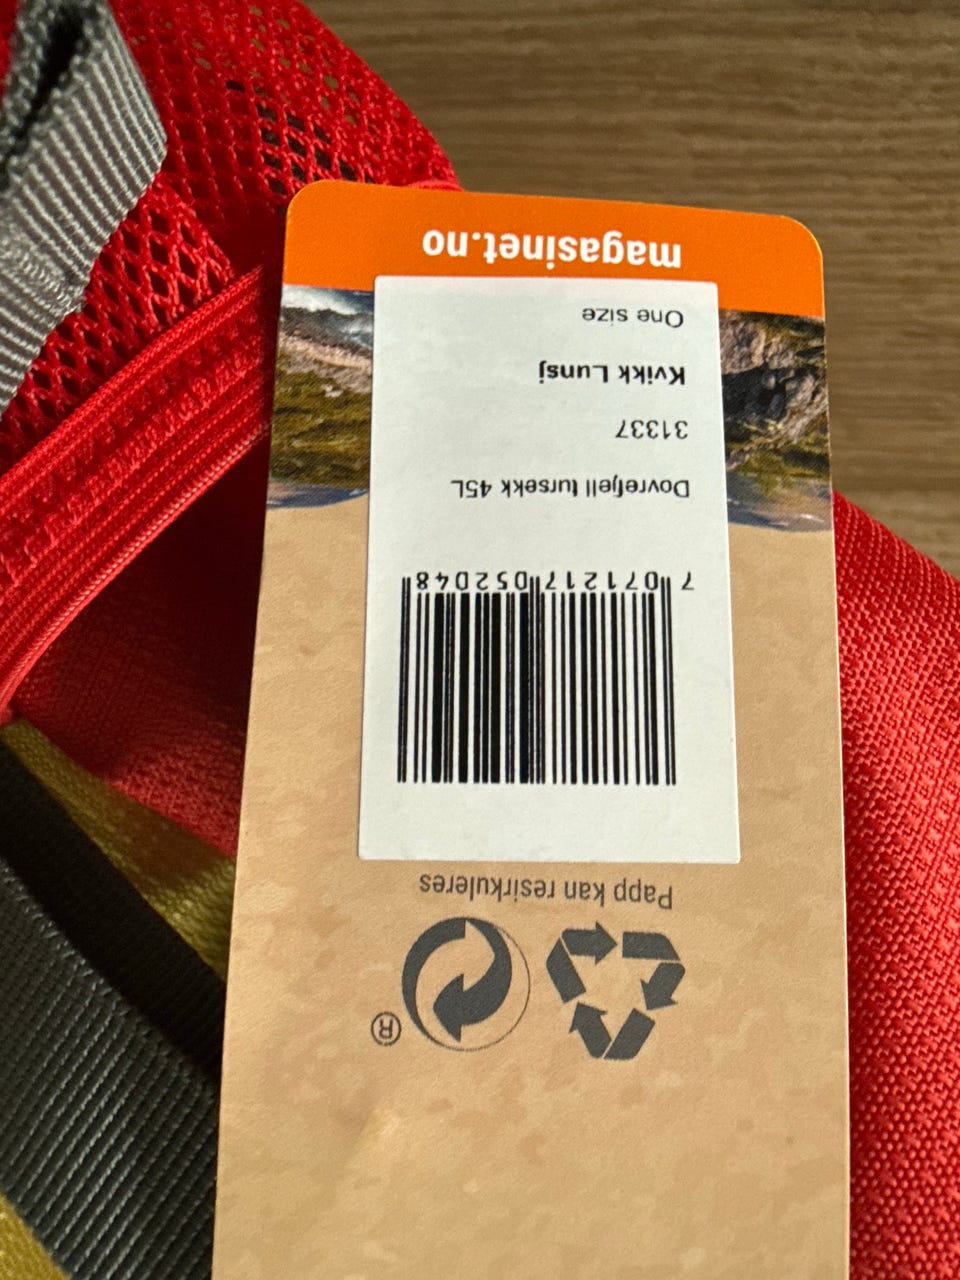 ®
Papp kan resirkuleres
7 071217 052048
Dovrefjell tursekk 45L
31337
Kvikk Lunsj
One size
magasinet.no